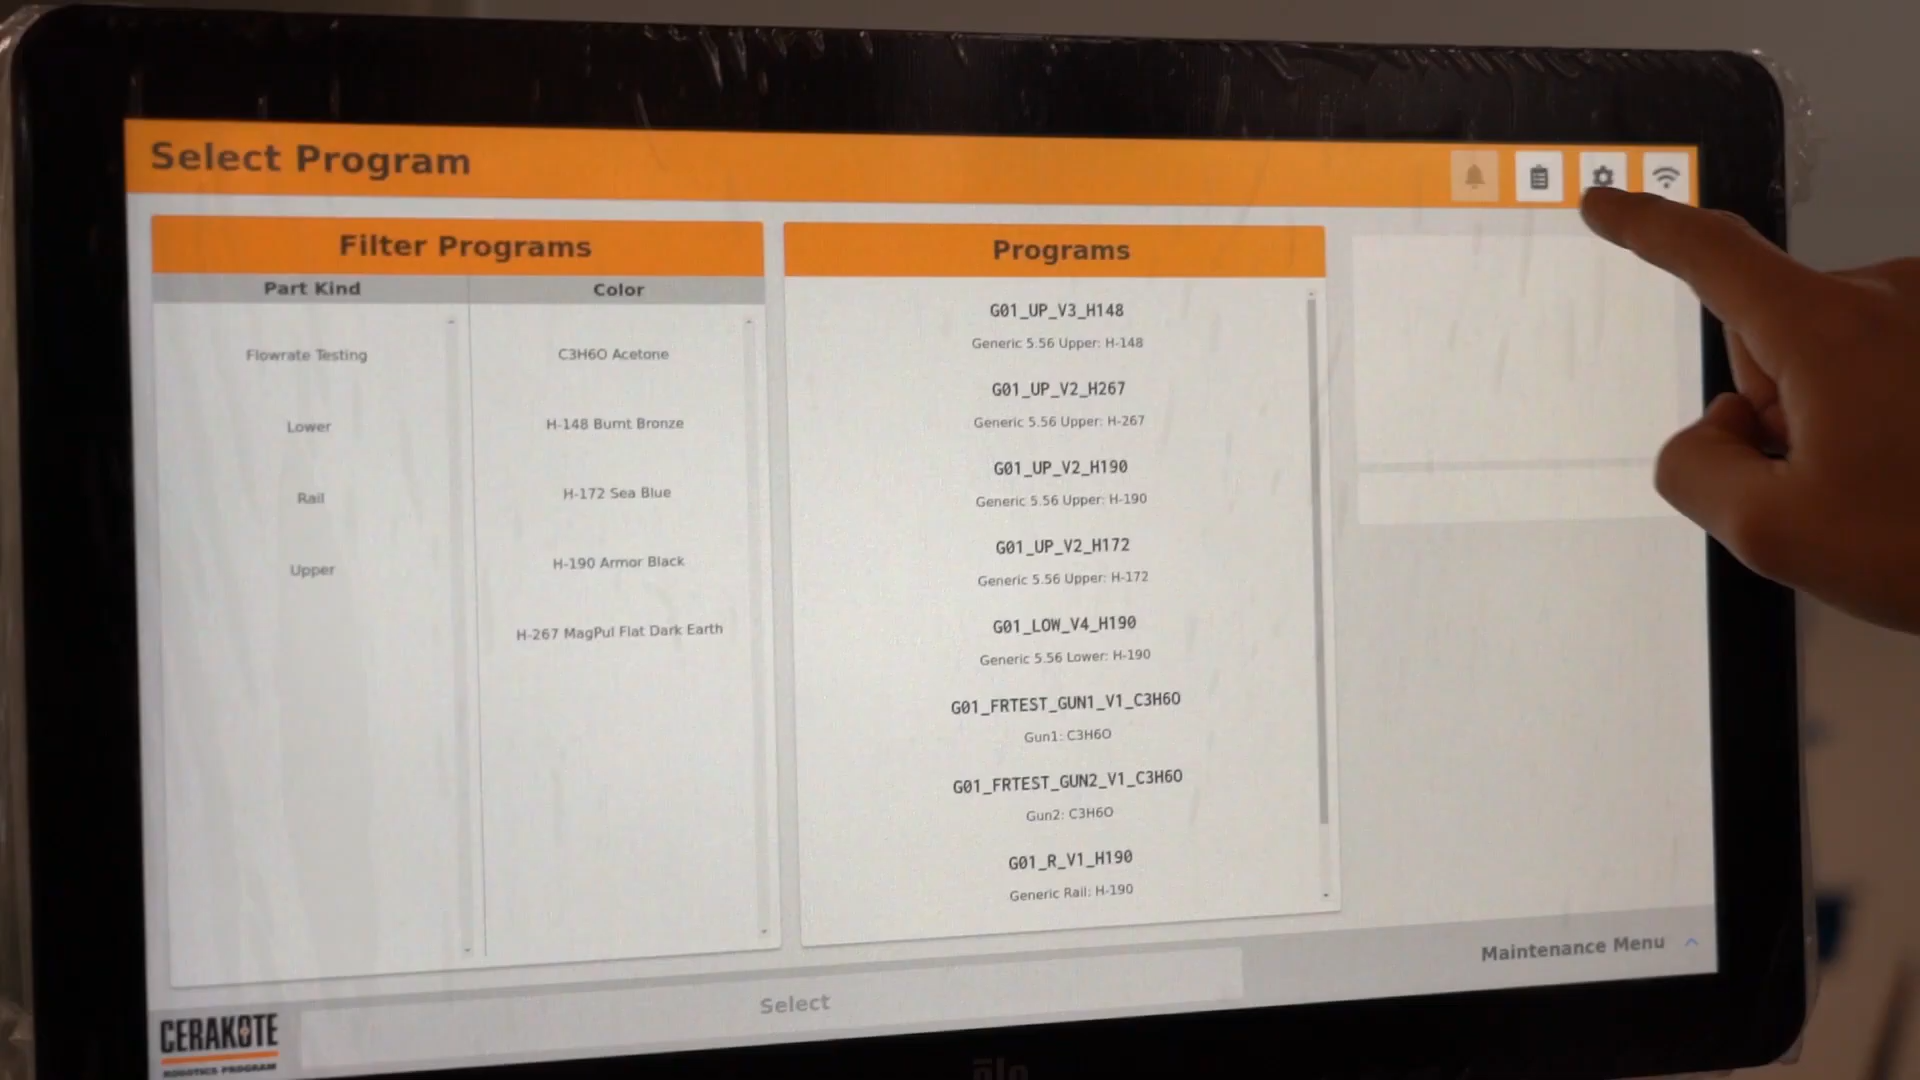 Select Program
Filter Programs
Part Kind
Color
Flowrate Testing
Lower
Rail
Upper
C3H6O Acetone
H-148 Burnt Bronze
H-172 Sea Blue
H-190 Armor Black
H-267 MagPul Flat Dark Earth
Programs
G01_UP_V3_H148
Generic 5.56 Upper: H-148
G01_UP_V2_H267
Generic 5.56 Upper: H-267
G01_UP_V2_H190
Generic 5.56 Upper: H-190
G01_UP_V2_H172
Generic 5.56 Upper: H-172
G01_LOW_V4_H190
Generic 5.56 Lower: H-190
G01_FRTEST_GUN1_V1_C3H6O
Gun1: C3H6O
G01_FRTEST_GUN2_V1_C3H6O
Gun2: C3H6O
G01_R_V1_H190
Generic Rail: H-190
Maintenance Menu
Select
CERAKOTE
ROBOTICS PROGRAM
elo